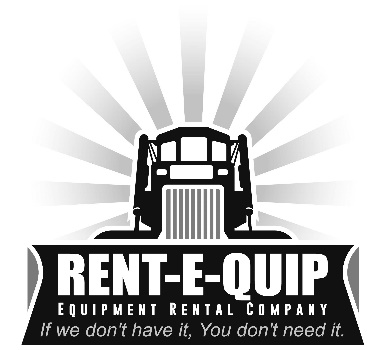 RENT-E-QUIP
EQUIPMENT RENTAL COMPANY
If we don't have it, You don't need it.